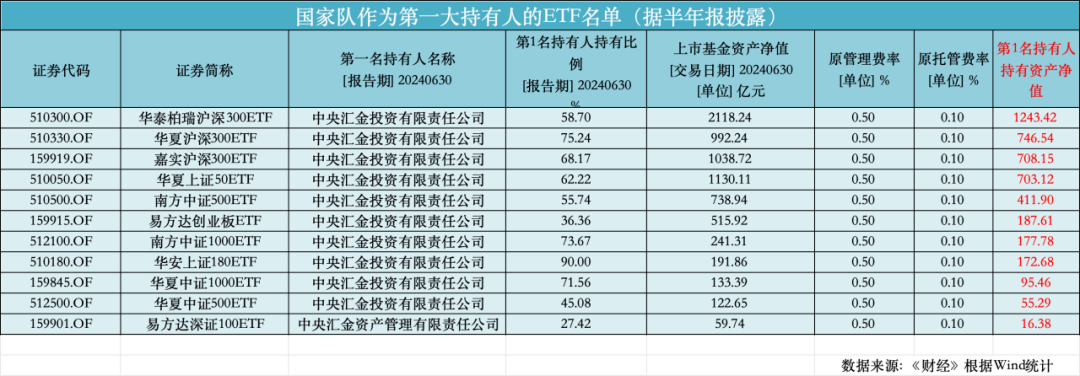 国家队作为第一大持有人的ETF名单（据半年报披露）
证券代码 证券简称 第一名持有人名称 [报告期] 20240630 第1名持有人持有比例 [报告期] 20240630 % 上市基金资产净值 [交易日期] 20240630 [单位] 亿元 原管理费率 [单位] % 原托管费率 [单位] % 第1名持有人持有资产净值
510300.OF 华泰柏瑞沪深300ETF 中央汇金投资有限责任公司 58.70 2118.24 0.50 0.10 1243.42
510330.OF 华夏沪深300ETF 中央汇金投资有限责任公司 75.24 992.24 0.50 0.10 746.54
159919.OF 嘉实沪深300ETF 中央汇金投资有限责任公司 68.17 1038.72 0.50 0.10 708.15
510050.OF 华夏上证50ETF 中央汇金投资有限责任公司 62.22 1130.11 0.50 0.10 703.12
510500.OF 南方中证500ETF 中央汇金投资有限责任公司 55.74 738.94 0.50 0.10 411.90
159915.OF 易方达创业板ETF 中央汇金投资有限责任公司 36.36 515.92 0.50 0.10 187.61
512100.OF 南方中证1000ETF 中央汇金投资有限责任公司 73.67 241.31 0.50 0.10 177.78
510180.OF 华安上证180ETF 中央汇金投资有限责任公司 90.00 191.86 0.50 0.10 172.68
159845.OF 华夏中证1000ETF 中央汇金投资有限责任公司 71.56 133.39 0.50 0.10 95.46
512500.OF 华夏中证500ETF 中央汇金投资有限责任公司 45.08 122.65 0.50 0.10 55.29
159901.OF 易方达深证100ETF 中央汇金资产管理有限责任公司 27.42 59.74 0.50 0.10 16.38
数据来源:《财经》根据Wind统计